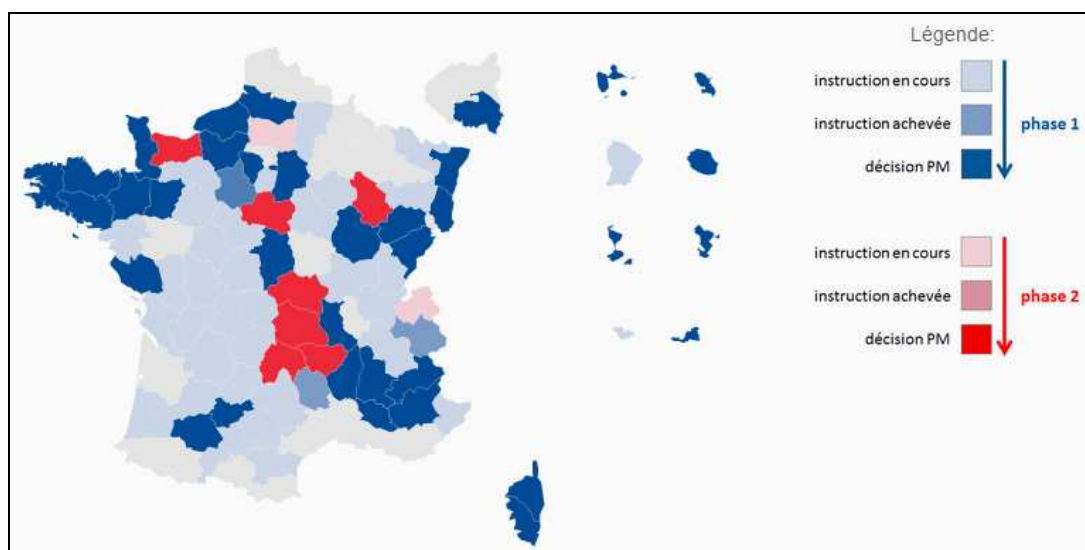 Légende:
instruction en cours
instruction achevée
phase 1
décision PM
instruction en cours
instruction achevée
phase 2
décision PM